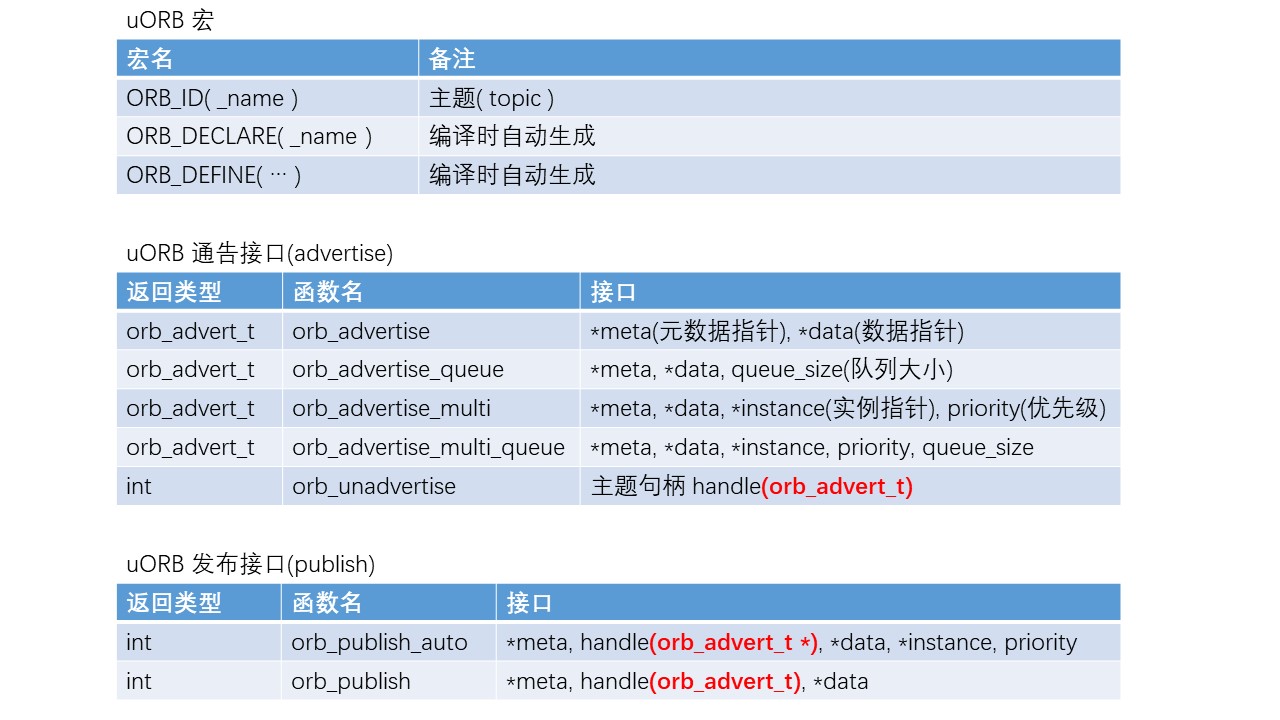 uORB 宏
宏名 备注
ORB_ID( _name ) 主题( topic )
ORB_DECLARE( _name ) 编译时自动生成
ORB_DEFINE( ··· ) 编译时自动生成
uORB 通告接口(advertise)
返回类型 函数名 接口
orb_advert_t orb_advertise *meta(元数据指针), *data(数据指针)
orb_advert_t orb_advertise_queue *meta, *data, queue_size(队列大小)
orb_advert_t orb_advertise_multi *meta, *data, *instance(实例指针), priority(优先级)
orb_advert_t orb_advertise_multi_queue *meta, *data, *instance, priority, queue_size
int orb_unadvertise 主题句柄 handle(orb_advert_t)
uORB 发布接口(publish)
返回类型 函数名 接口
int orb_publish_auto *meta, handle(orb_advert_t *), *data, *instance, priority
int orb_publish *meta, handle(orb_advert_t), *data